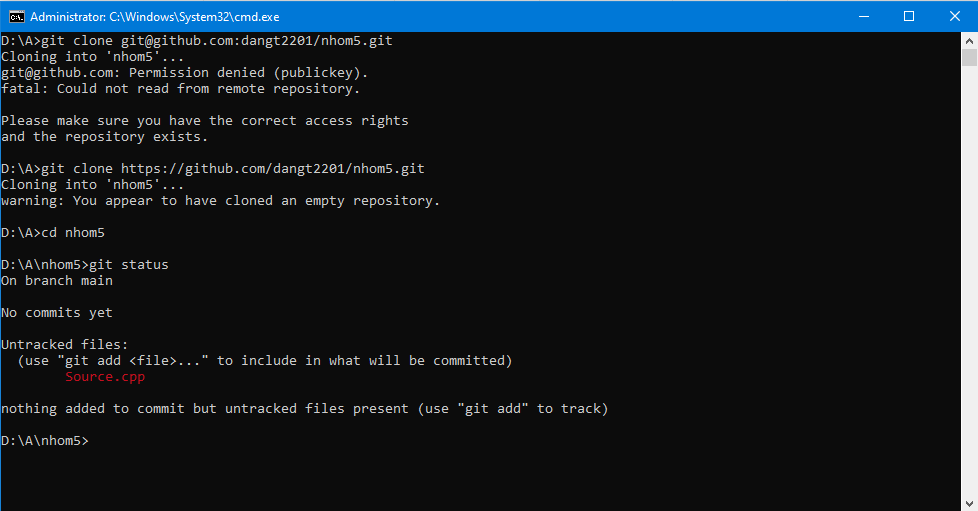 Administrator: C:\Windows\System32\cmd.exe
D:\A>git clone git@github.com:dangt2201/nhom5.git
Cloning into 'nhom5'...
git@github.com: Permission denied (publickey).
fatal: Could not read from remote repository.
Please make sure you have the correct access rights
and the repository exists.
D:\A>git clone https://github.com/dangt2201/nhom5.git
Cloning into 'nhom5'...
warning: You appear to have cloned an empty repository.
D:\A>cd nhom5
D:\A\nhom5>git status
On branch main
No commits yet
Untracked files:
  (use "git add <file>..." to include in what will be committed)
        Source.cpp
nothing added to commit but untracked files present (use "git add" to track)
D:\A\nhom5>